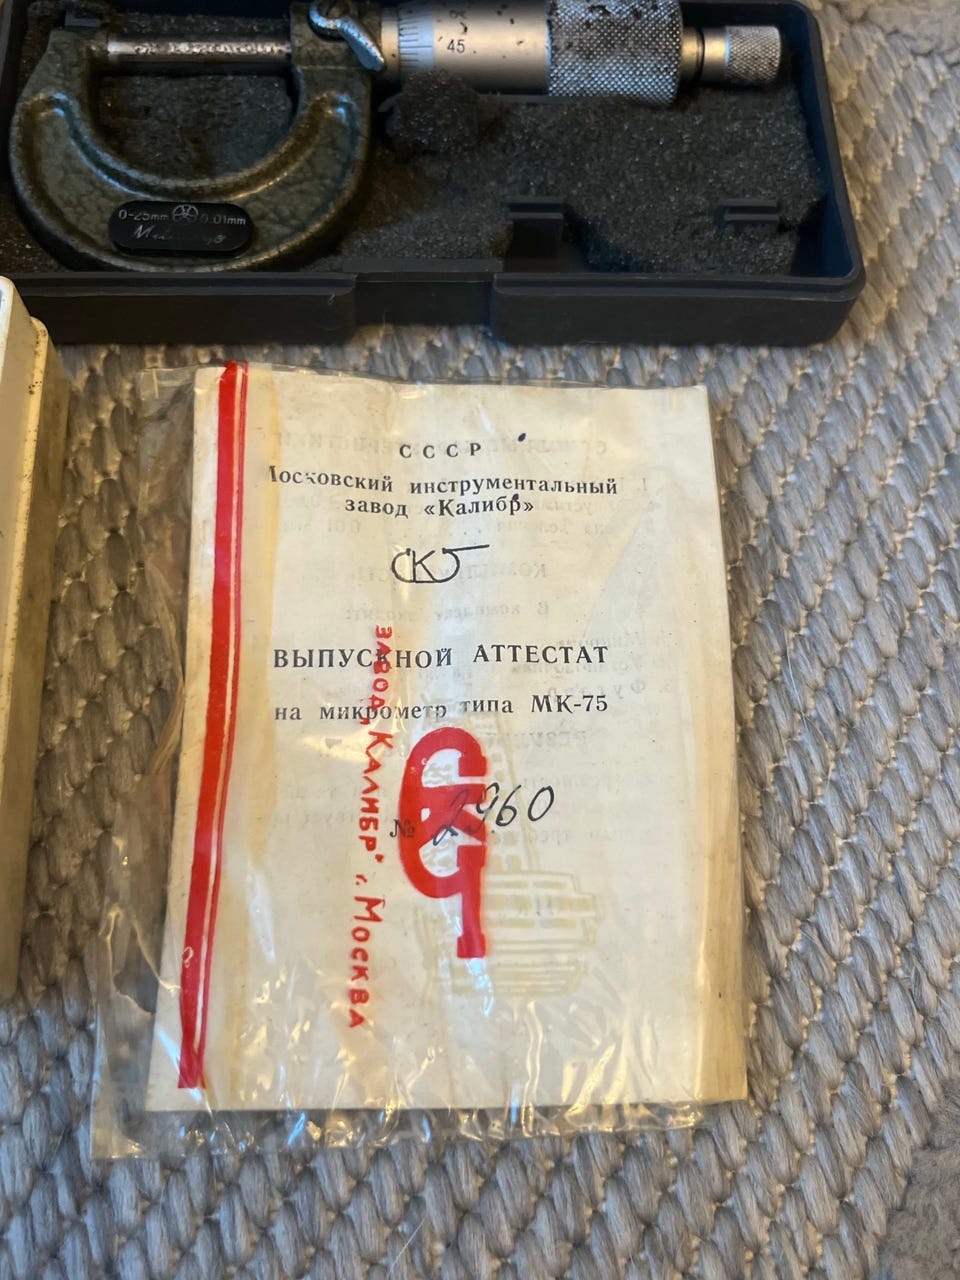 45
0-25mm 0.01mm
СССР
Московский инструментальный
завод «Калибр»
ВЫПУСКНОЙ АТТЕСТАТ
на микрометр типа МК-75
№ 2960
ЗАВОД „КАЛИБР" г. МОСКВА